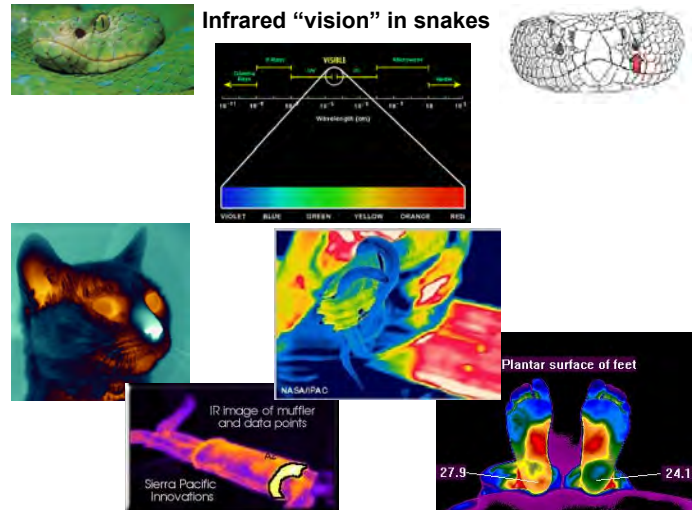 Infrared “vision” in snakes
VISIBLE
Wavelength (cms)
VIOLET BLUE GREEN YELLOW ORANGE RED
NASA/IPAC
Plantar surface of feet
IR image of muffler
and data points
Sierra Pacific
Innovations
27.9
24.1